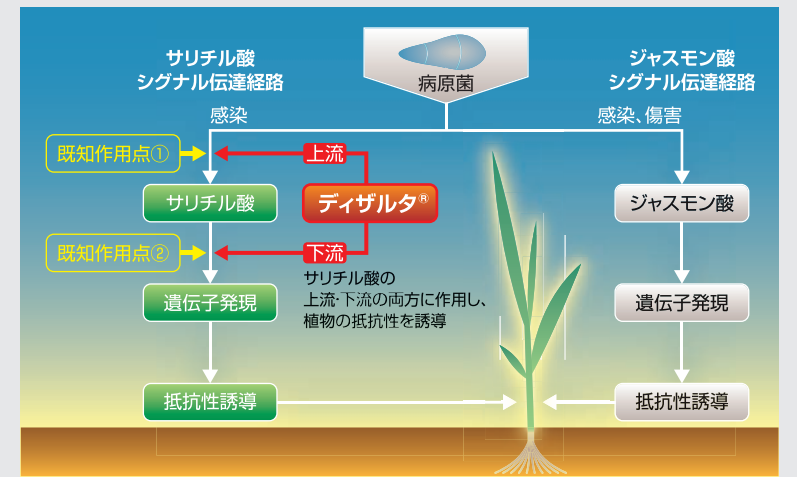 サリチル酸
シグナル伝達経路
病原菌
ジャスモン酸
シグナル伝達経路
感染
感染、傷害
既知作用点①
上流
サリチル酸
ディザルタ®
ジャスモン酸
既知作用点②
下流
サリチル酸の
上流・下流の両方に作用し、
植物の抵抗性を誘導
遺伝子発現
遺伝子発現
抵抗性誘導
抵抗性誘導